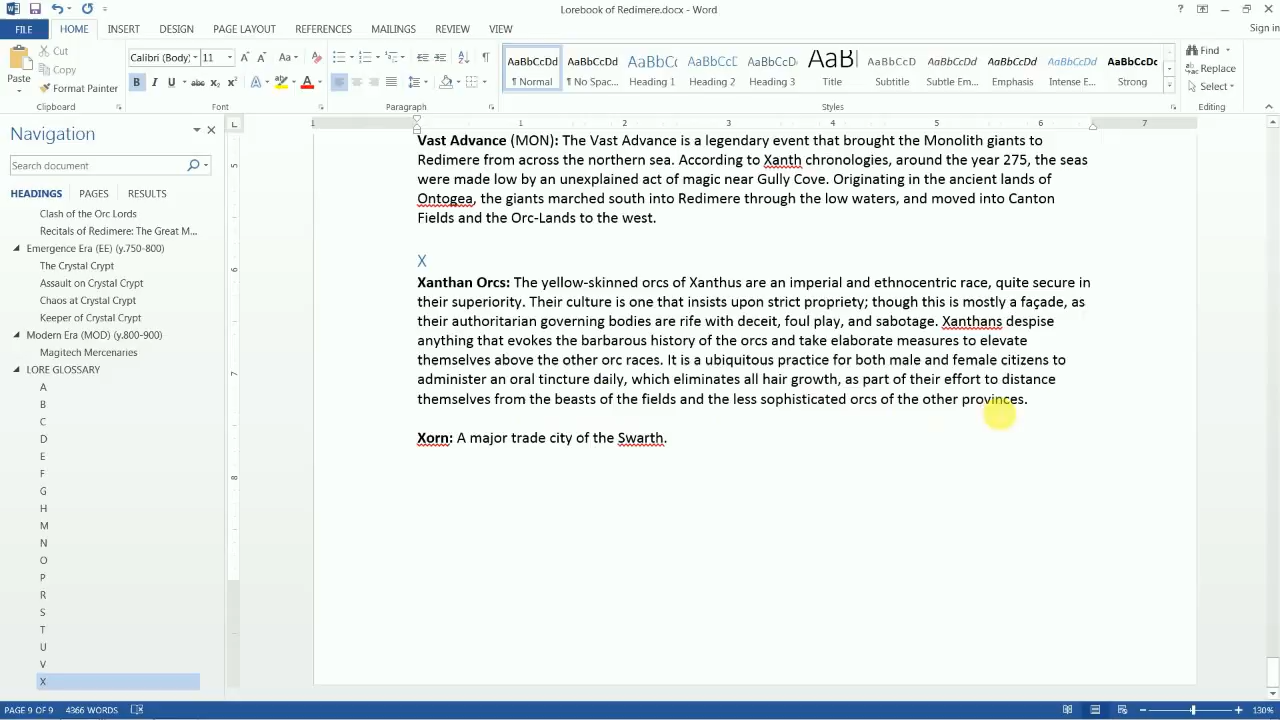 Lorebook of Redimere.docx - Word
FILE HOME INSERT DESIGN PAGE LAYOUT REFERENCES MAILINGS REVIEW VIEW Sign in
Paste
Cut
Copy
Format Painter
Clipboard
Calibri (Body) 11
Font
Paragraph
AaBbCcDd AaBbCcDd AaBbC AaBbCcC AaBbCcD AaB AaBbCcD AaBbCcDd AaBbCcDd AaBbCcDd AaBbCc
¶ Normal ¶ No Spac... Heading 1 Heading 2 Heading 3 Title Subtitle Subtle Em... Emphasis Intense E... Strong
Styles
Find
Replace
Select
Editing
Navigation
Search document
HEADINGS PAGES RESULTS
Clash of the Orc Lords
Recitals of Redimere: The Great M...
Emergence Era (EE) (y.750-800)
The Crystal Crypt
Assault on Crystal Crypt
Chaos at Crystal Crypt
Keeper of Crystal Crypt
Modern Era (MOD) (y.800-900)
Magitech Mercenaries
LORE GLOSSARY
A
B
C
D
E
F
G
H
M
N
O
P
R
S
T
U
V
X
1 1 2 3 4 5 6 7
5
6
7
8
Vast Advance (MON): The Vast Advance is a legendary event that brought the Monolith giants to
Redimere from across the northern sea. According to Xanth chronologies, around the year 275, the seas
were made low by an unexplained act of magic near Gully Cove. Originating in the ancient lands of
Ontogea, the giants marched south into Redimere through the low waters, and moved into Canton
Fields and the Orc-Lands to the west.
X
Xanthan Orcs: The yellow-skinned orcs of Xanthus are an imperial and ethnocentric race, quite secure in
their superiority. Their culture is one that insists upon strict propriety; though this is mostly a façade, as
their authoritarian governing bodies are rife with deceit, foul play, and sabotage. Xanthans despise
anything that evokes the barbarous history of the orcs and take elaborate measures to elevate
themselves above the other orc races. It is a ubiquitous practice for both male and female citizens to
administer an oral tincture daily, which eliminates all hair growth, as part of their effort to distance
themselves from the beasts of the fields and the less sophisticated orcs of the other provinces.
Xorn: A major trade city of the Swarth.
PAGE 9 OF 9 4366 WORDS 130%